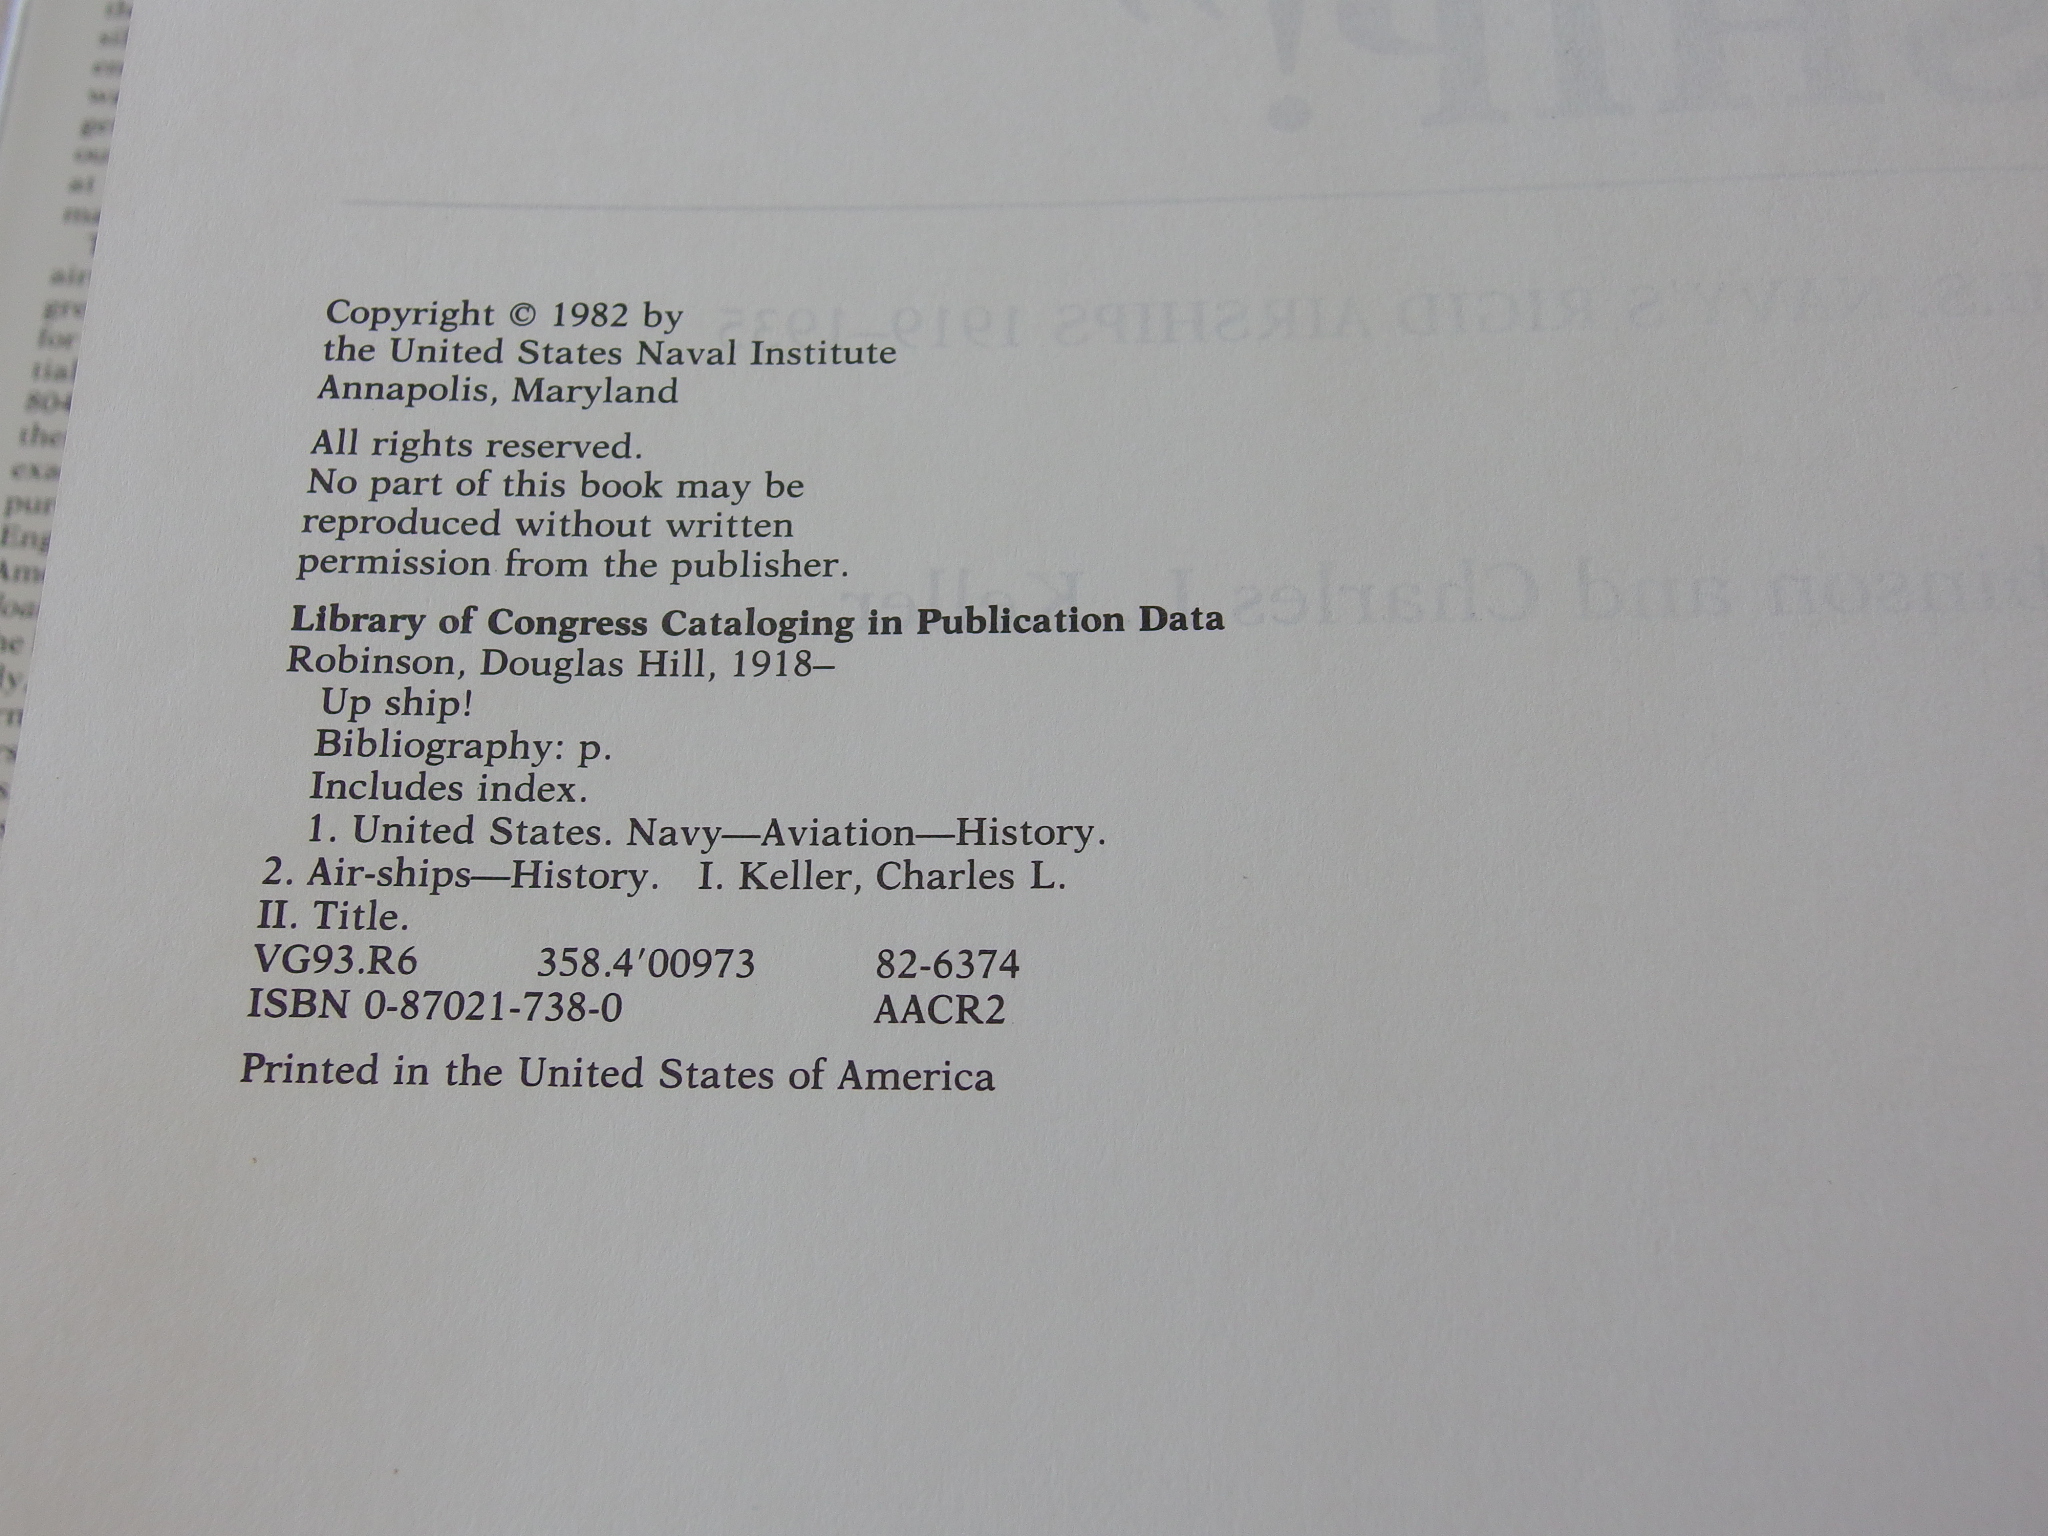 Copyright © 1982 by
the United States Naval Institute
Annapolis, Maryland
All rights reserved.
No part of this book may be
reproduced without written
permission from the publisher.
Library of Congress Cataloging in Publication Data
Robinson, Douglas Hill, 1918–
Up ship!
Bibliography: p.
Includes index.
1. United States. Navy—Aviation—History.
2. Air-ships—History. I. Keller, Charles L.
II. Title.
VG93.R6 358.4'00973 82-6374
ISBN 0-87021-738-0 AACR2
Printed in the United States of America